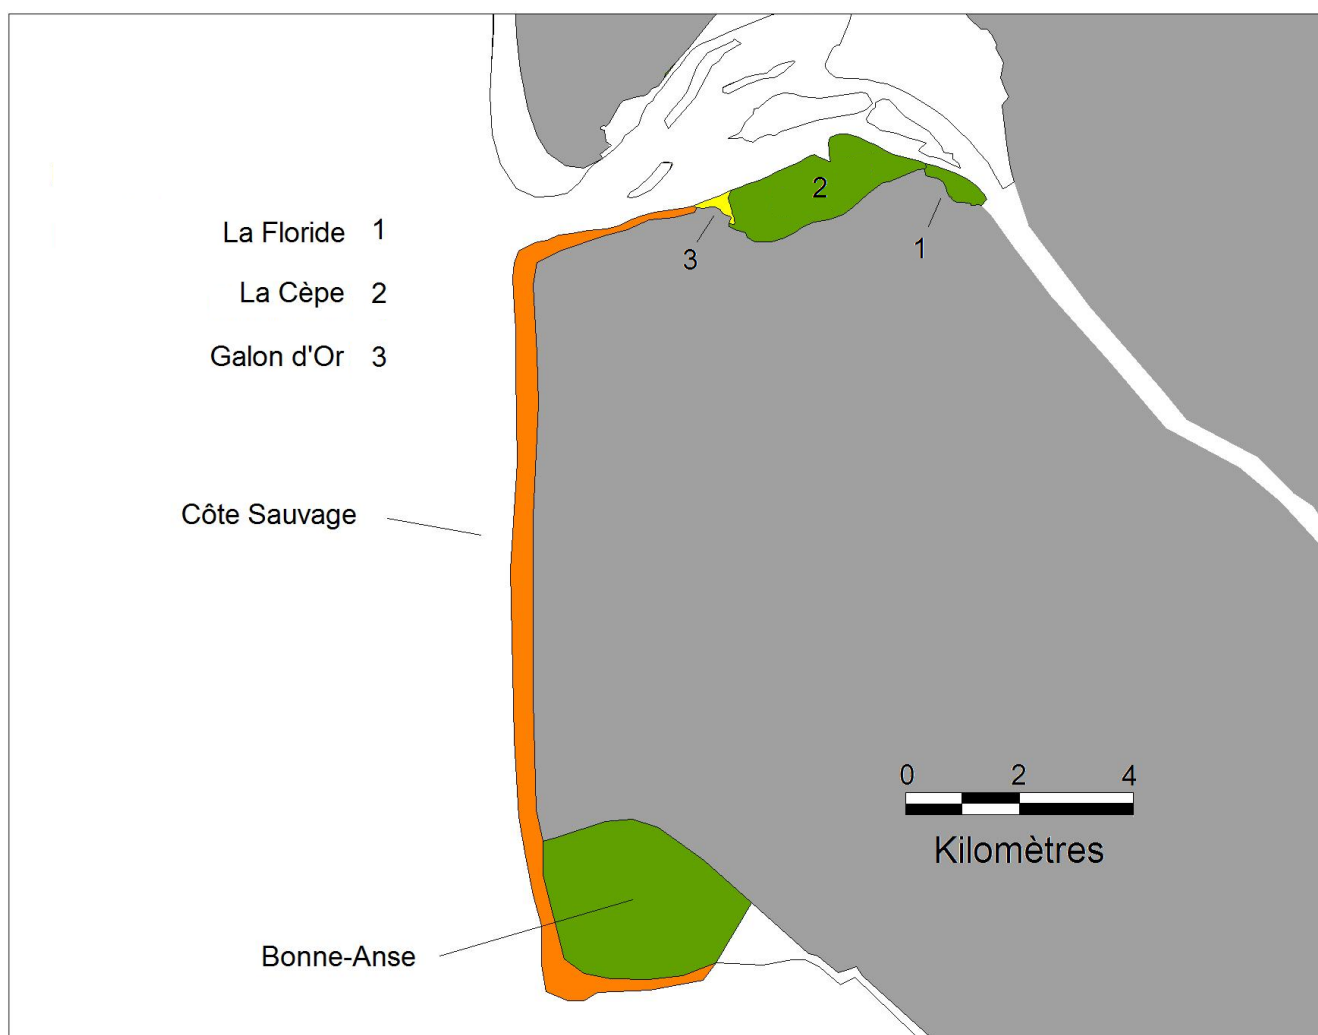 2
La Floride 1
3
1
La Cèpe 2
Galon d'Or 3
Côte Sauvage
0 2 4
Kilomètres
Bonne-Anse